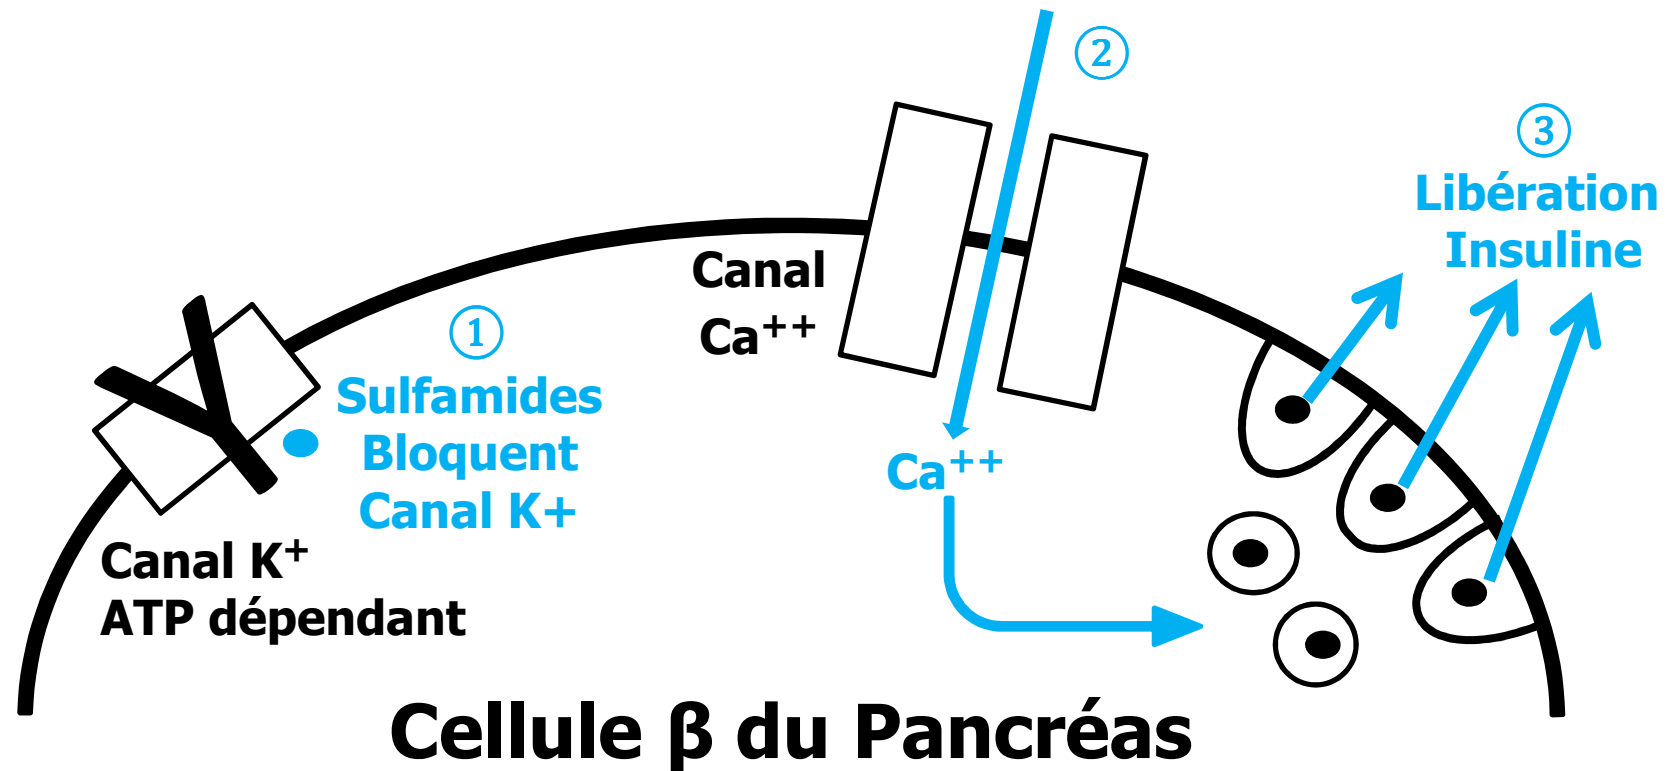 ①
Sulfamides
Bloquent
Canal K+
Canal K⁺
ATP dépendant
Canal
Ca⁺⁺
②
Ca⁺⁺
③
Libération
Insuline
Cellule β du Pancréas